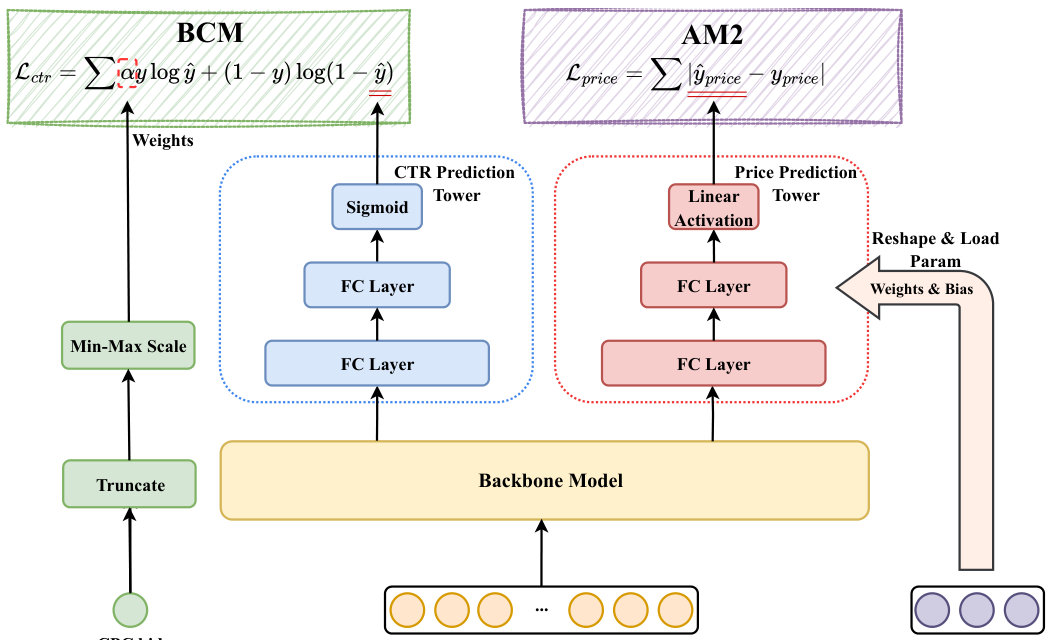 BCM
ℒ_ctr = ∑ αy log ŷ + (1 − y) log(1 − ŷ)
AM2
ℒ_price = ∑ |ŷ_price − y_price|
Weights
CTR Prediction
Tower
Price Prediction
Tower
Sigmoid
Linear
Activation
Reshape & Load
Param
Weights & Bias
FC Layer
FC Layer
Min-Max Scale
FC Layer
FC Layer
Truncate
Backbone Model
...